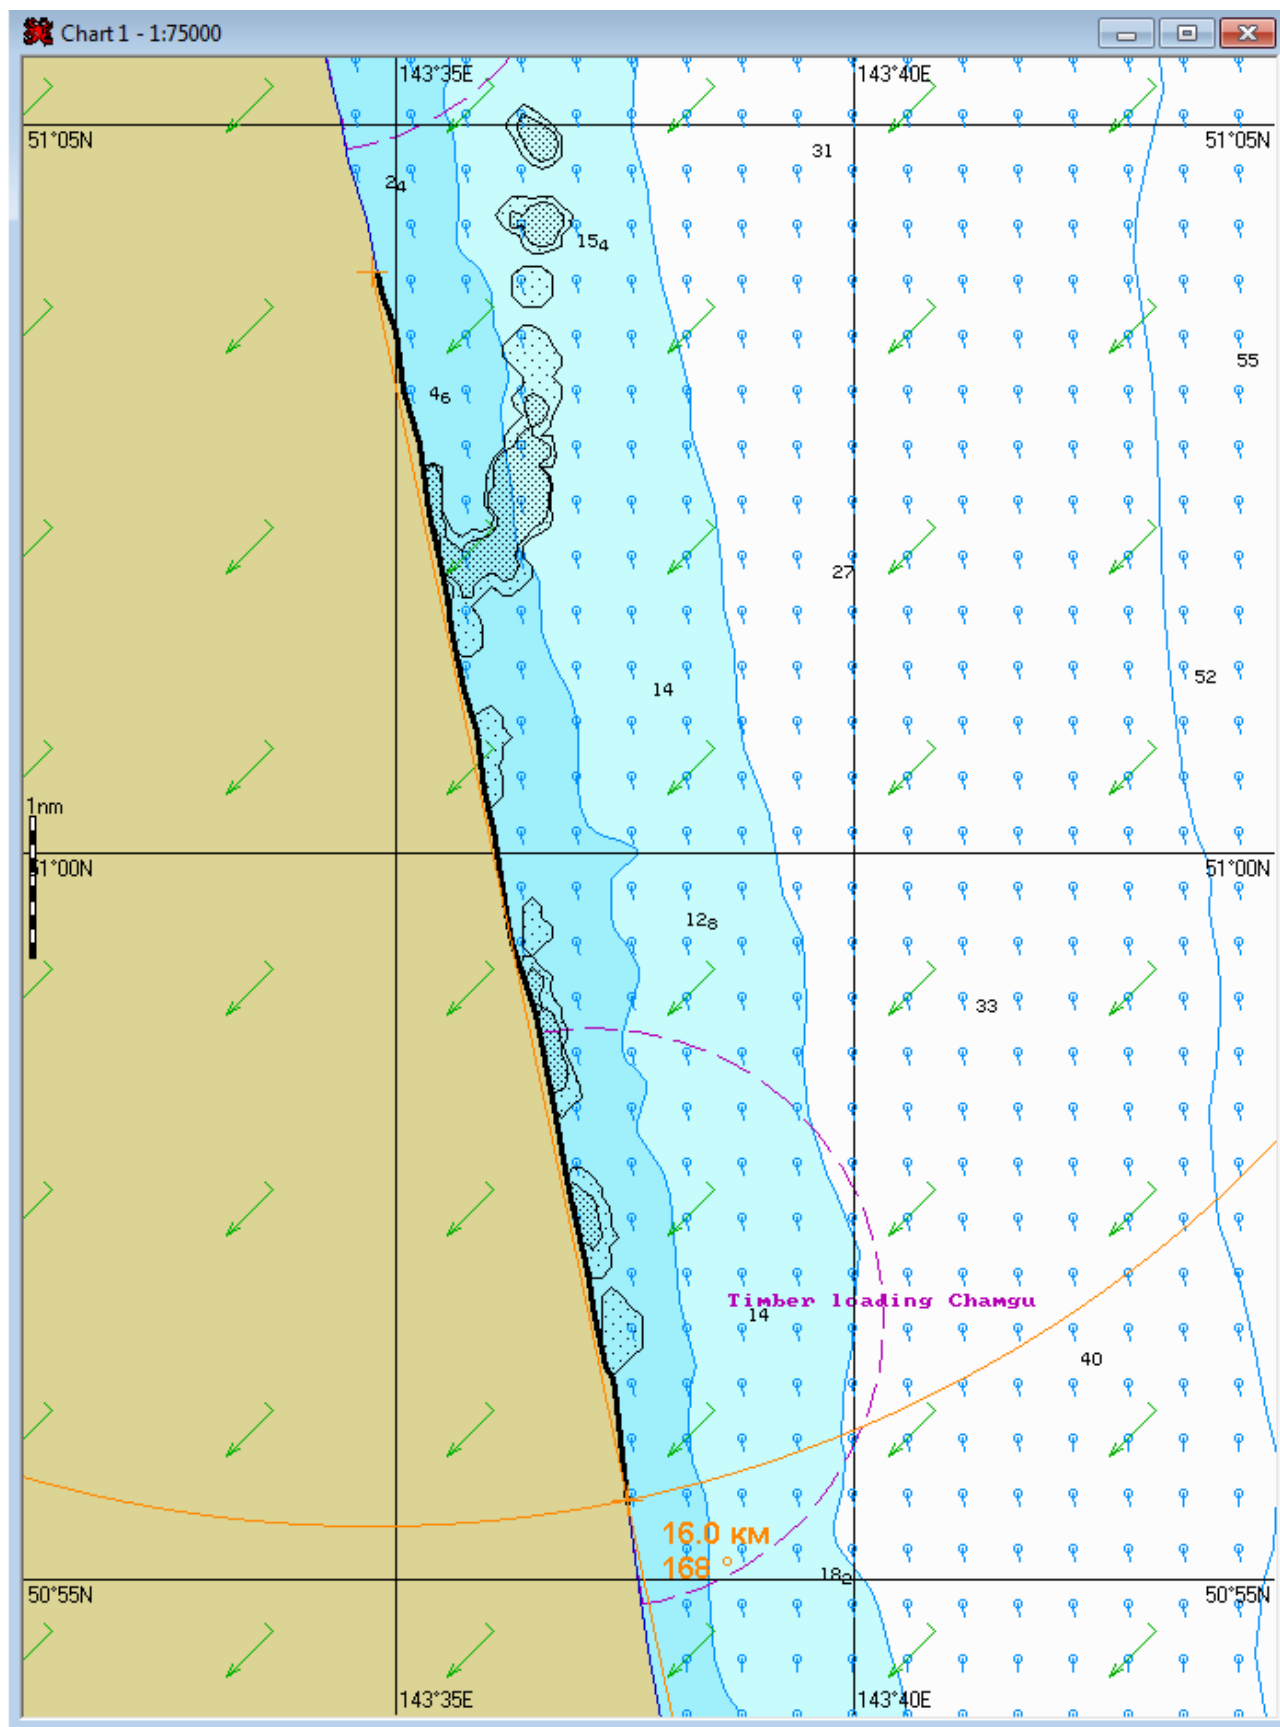 Chart 1 - 1:75000
143°35E 143°40E
51°05N 51°05N
31
2₄
15₄
55
4₆
27
52
14
1nm
51°00N 51°00N
12₈
33
Timber loading Chamgu
14
40
16.0 км
168 °
18₂
50°55N 50°55N
143°35E 143°40E